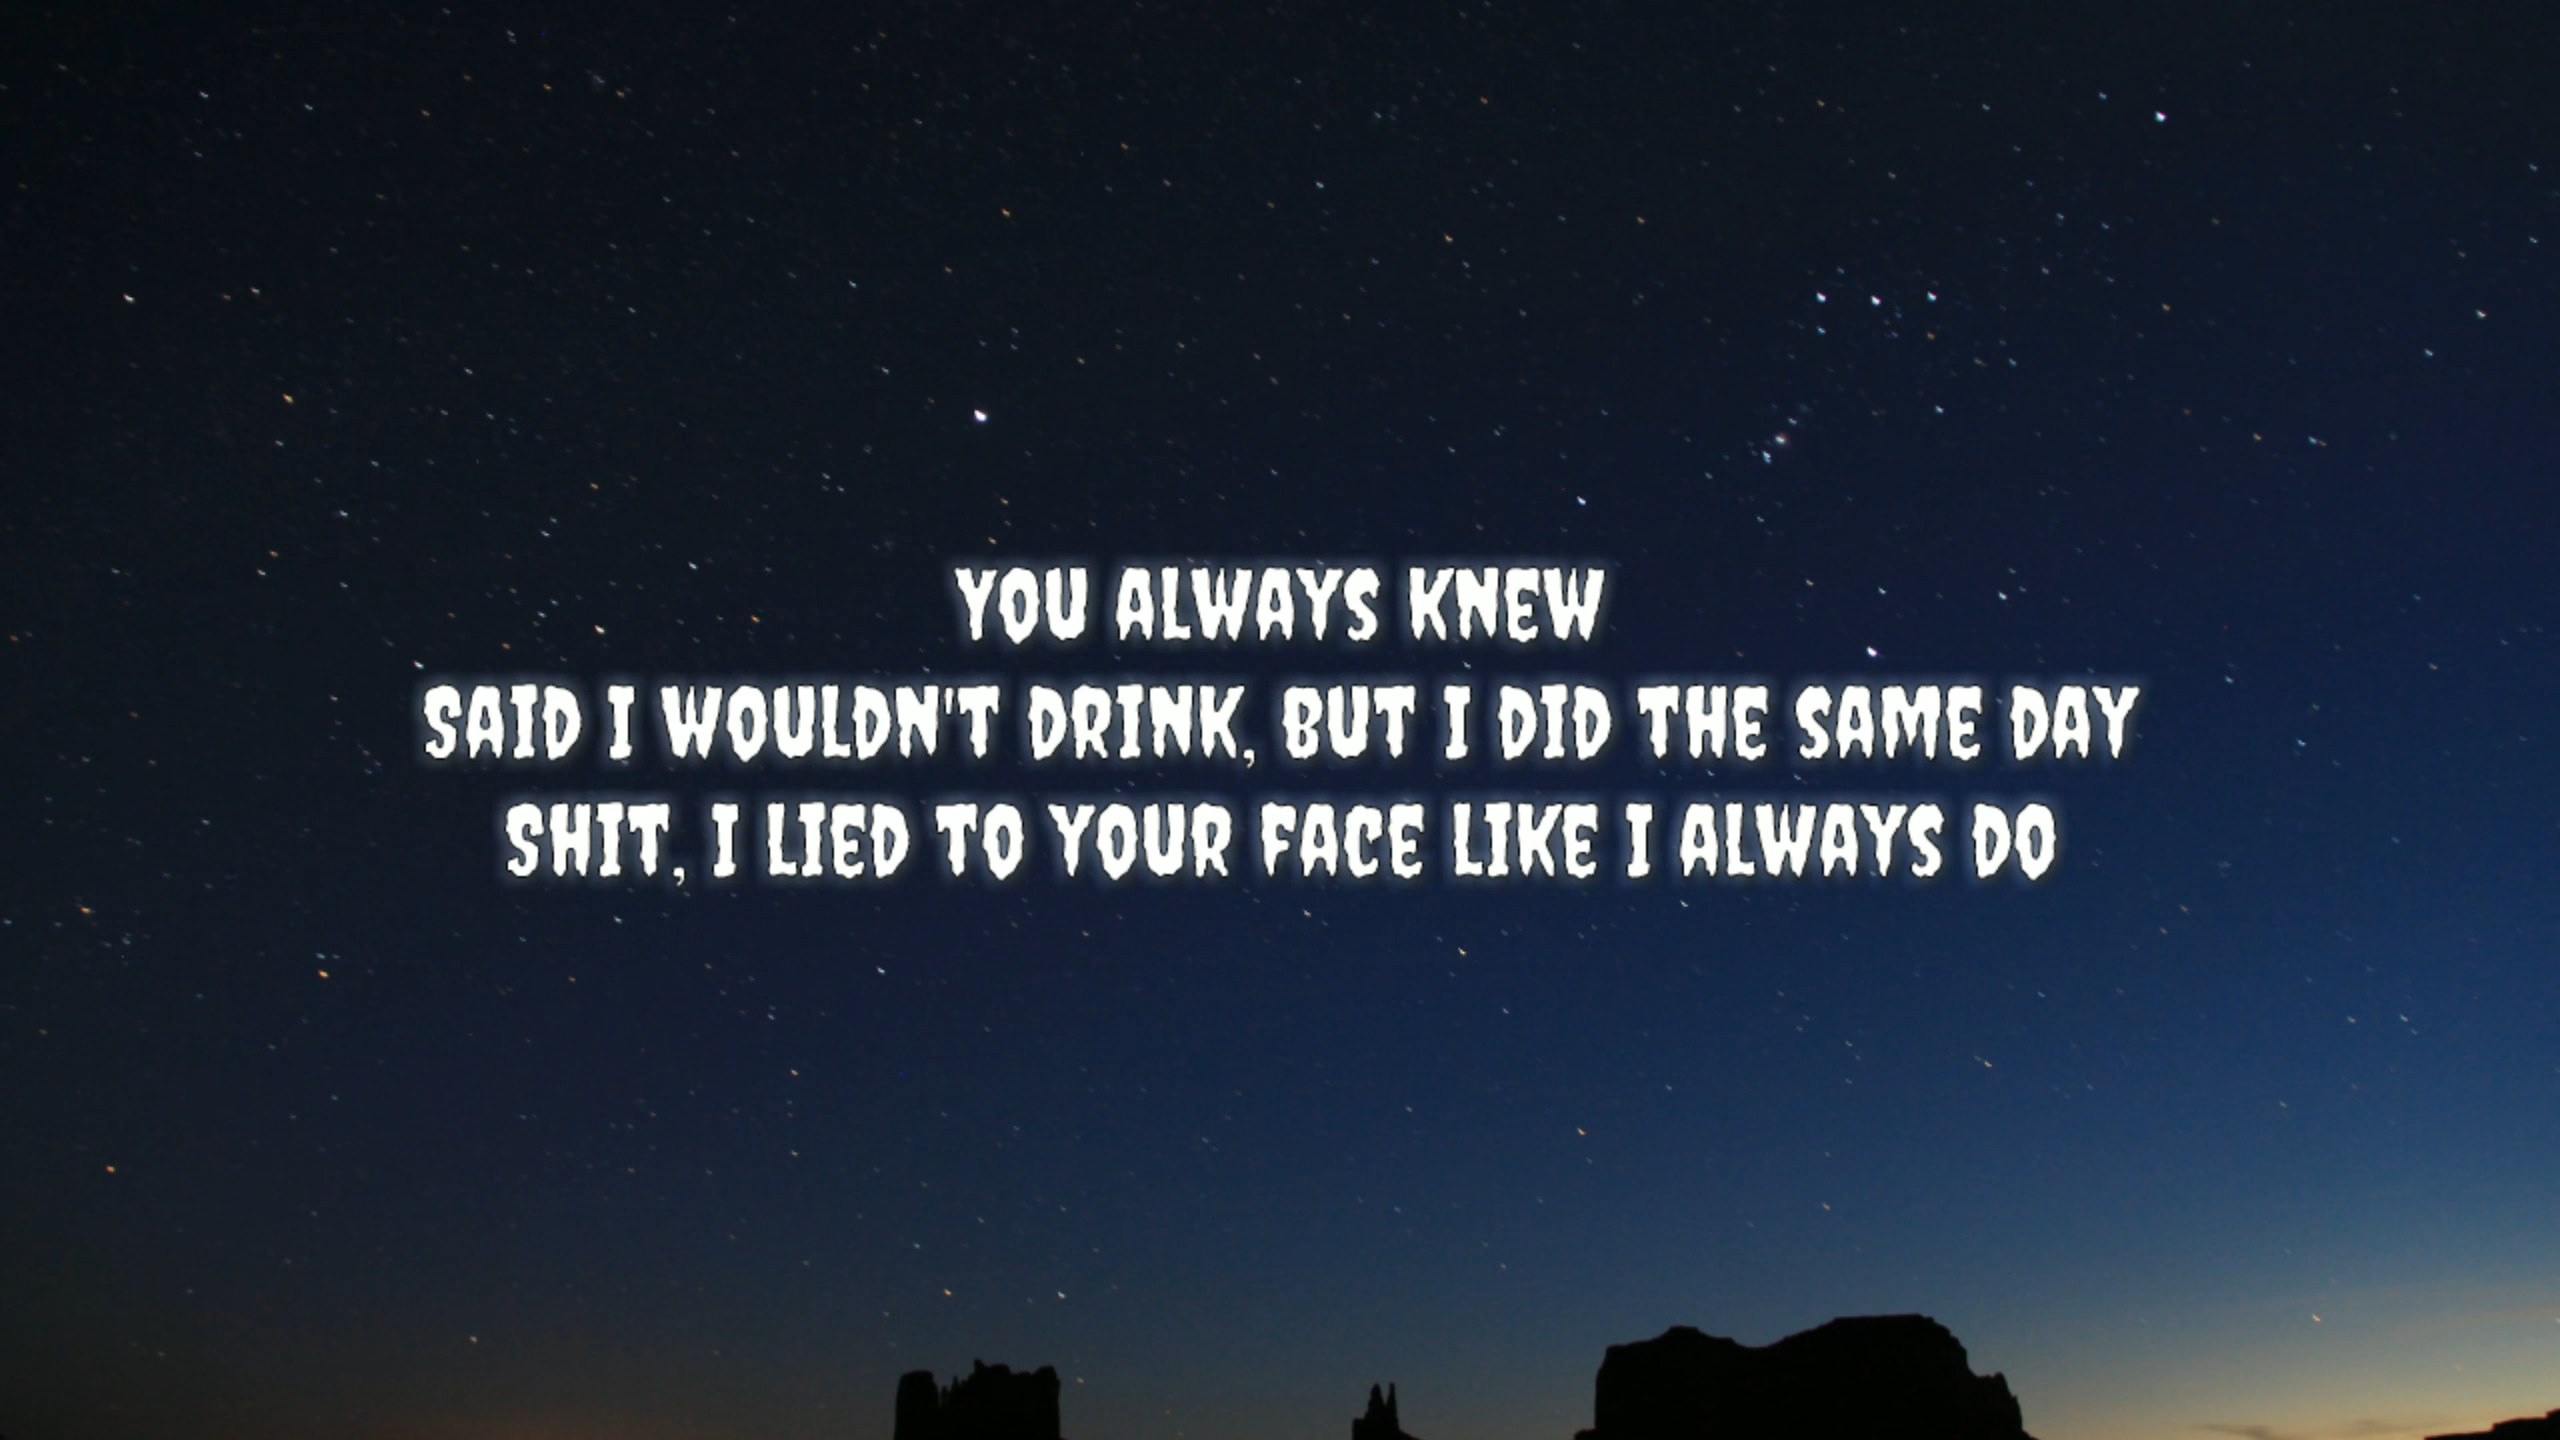 YOU ALWAYS KNEW
SAID I WOULDN'T DRINK, BUT I DID THE SAME DAY
SHIT, I LIED TO YOUR FACE LIKE I ALWAYS DO